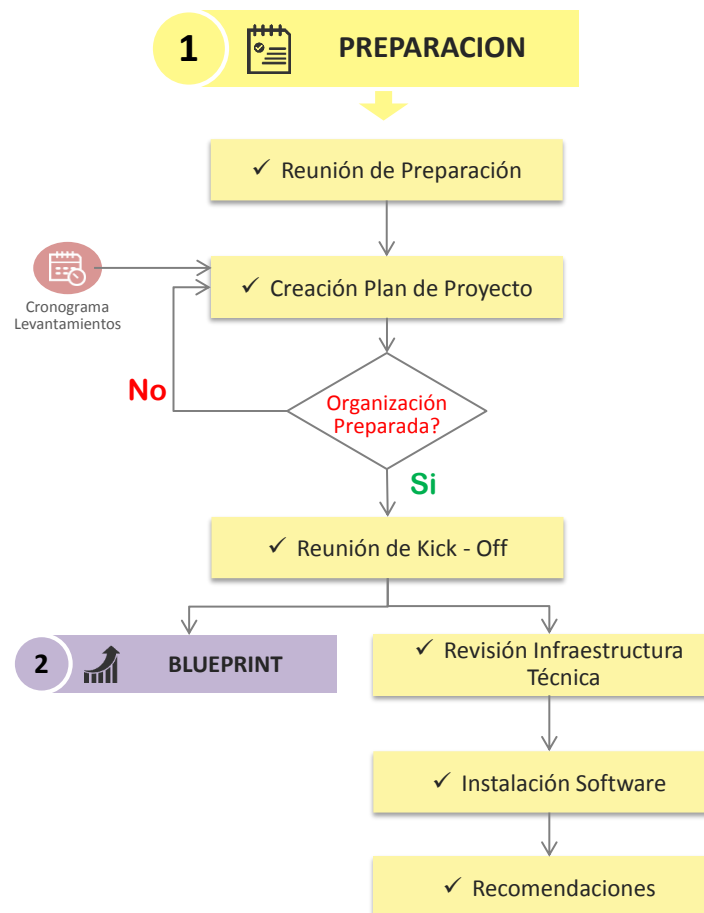 1
PREPARACION
✓ Reunión de Preparación
✓ Creación Plan de Proyecto
Cronograma
Levantamientos
No
Organización
Preparada?
Si
✓ Reunión de Kick - Off
2
BLUEPRINT
✓ Revisión Infraestructura
Técnica
✓ Instalación Software
✓ Recomendaciones